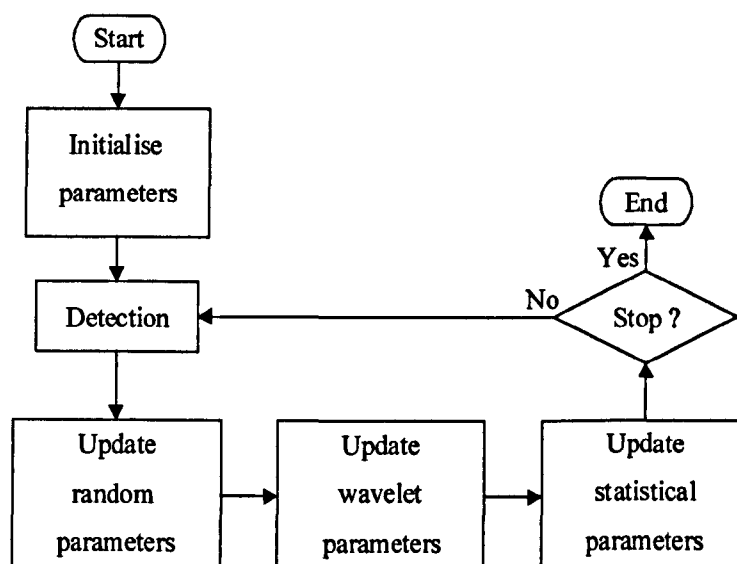 Start
Initialise
parameters
Detection
Update
random
parameters
Update
wavelet
parameters
Update
statistical
parameters
Stop ?
No
Yes
End